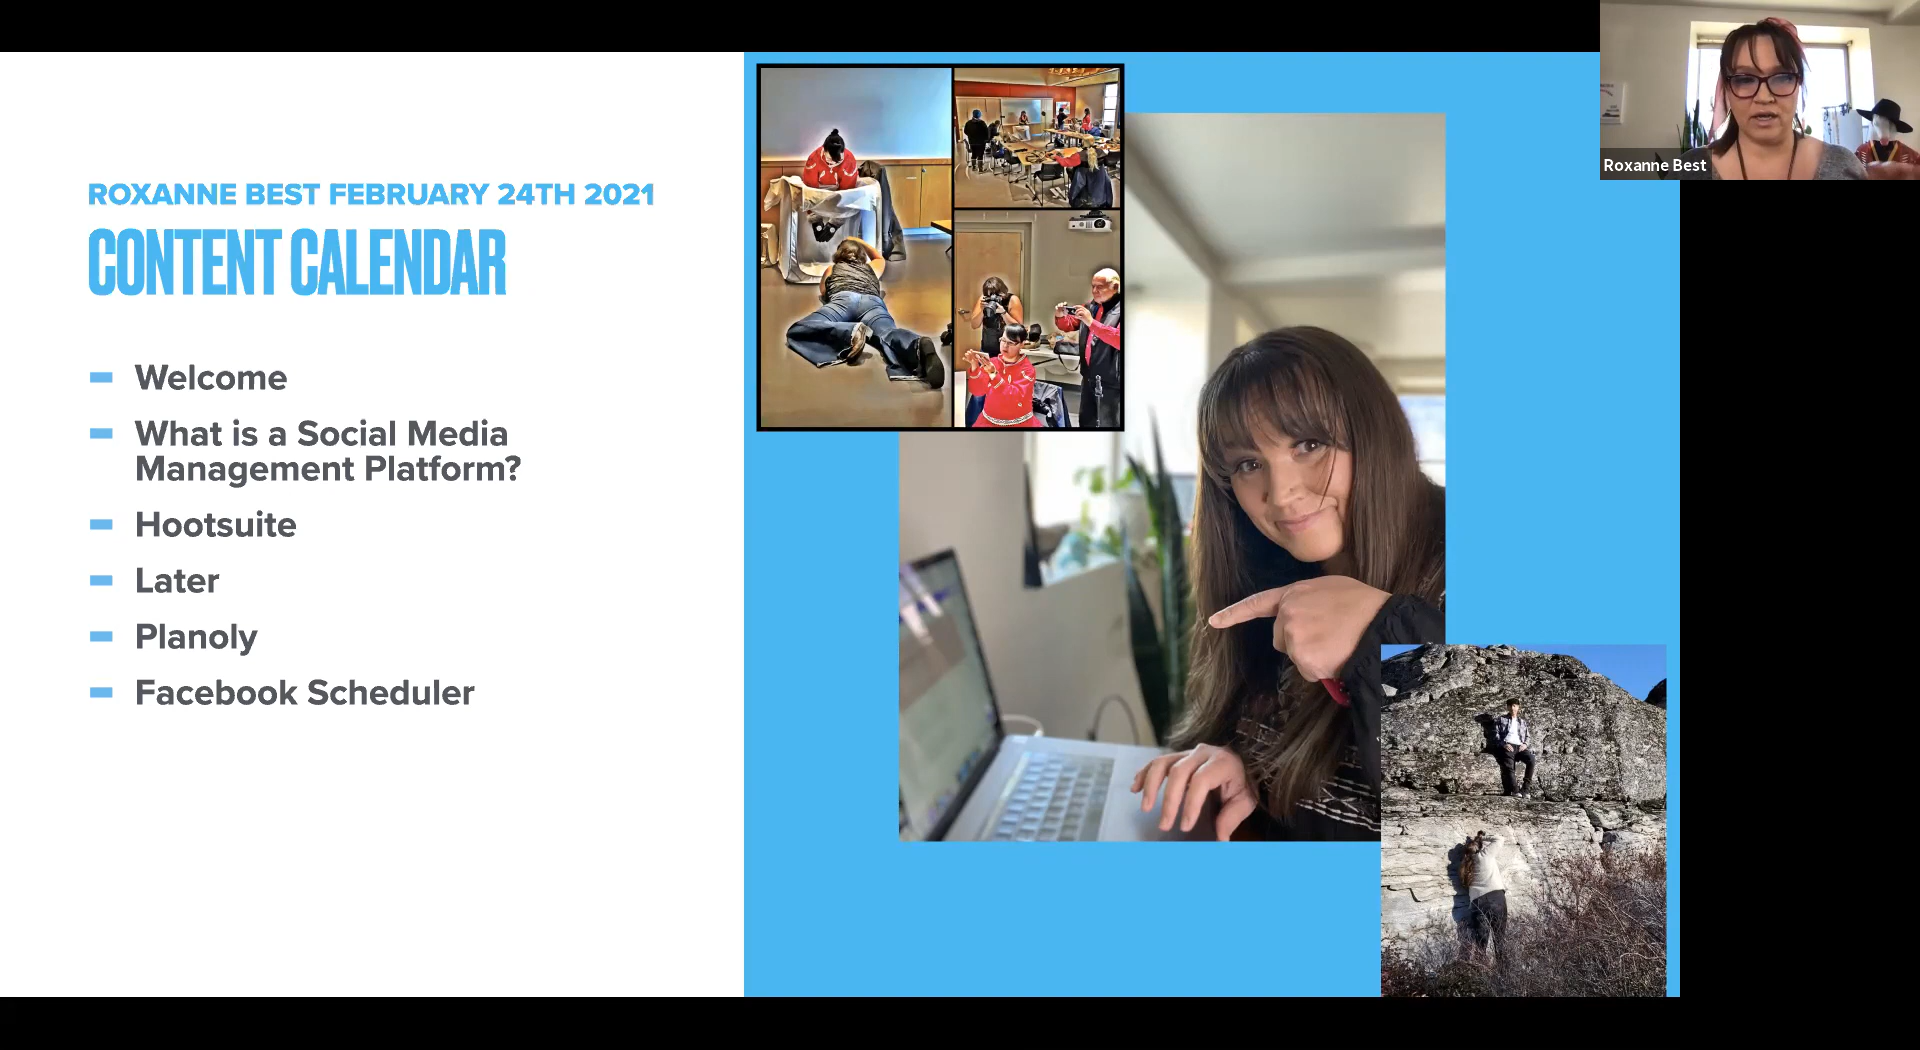 ROXANNE BEST FEBRUARY 24TH 2021
CONTENT CALENDAR
Welcome
What is a Social Media
Management Platform?
Hootsuite
Later
Planoly
Facebook Scheduler
Roxanne Best